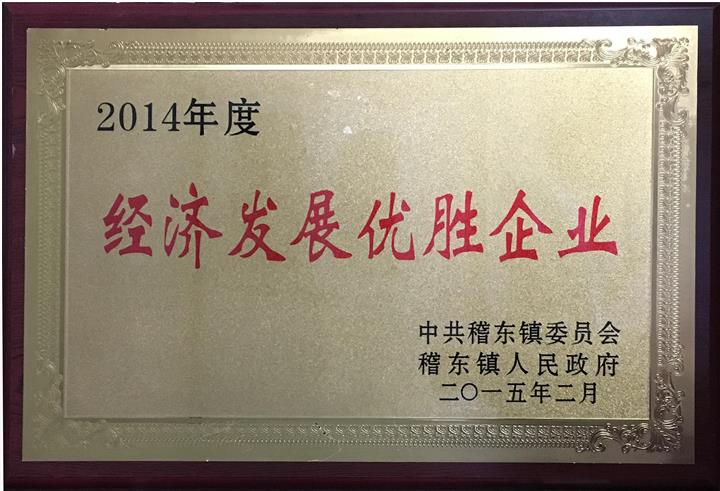 2014年度
经济发展优胜企业
中共稽东镇委员会
稽东镇人民政府
二〇一五年二月